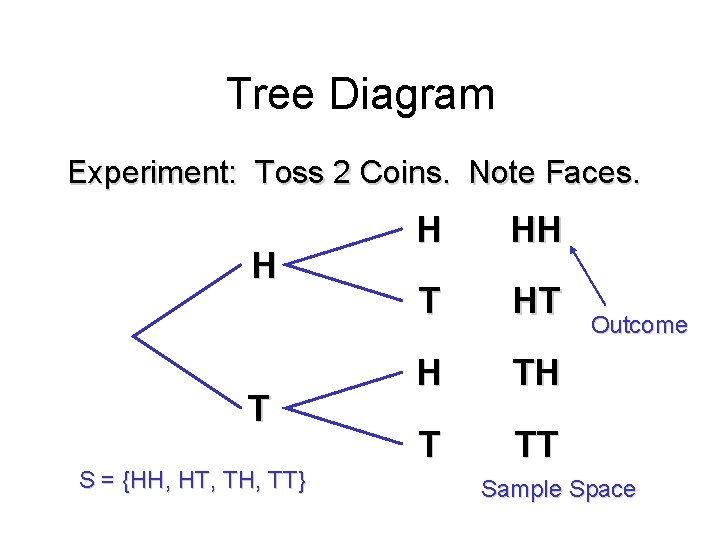 Tree Diagram
Experiment: Toss 2 Coins. Note Faces.
H HH
H
T HT
Outcome
H TH
T
T TT
S = {HH, HT, TH, TT}
Sample Space